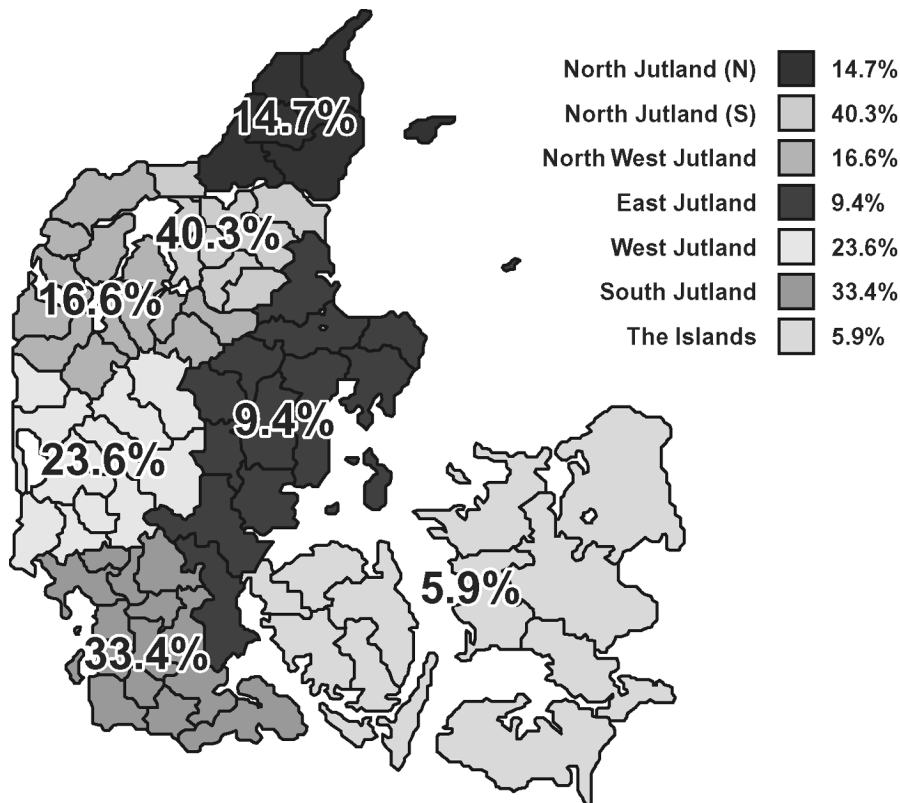 North Jutland (N) 14.7%
North Jutland (S) 40.3%
North West Jutland 16.6%
East Jutland 9.4%
West Jutland 23.6%
South Jutland 33.4%
The Islands 5.9%
14.7%
40.3%
16.6%
9.4%
23.6%
5.9%
33.4%